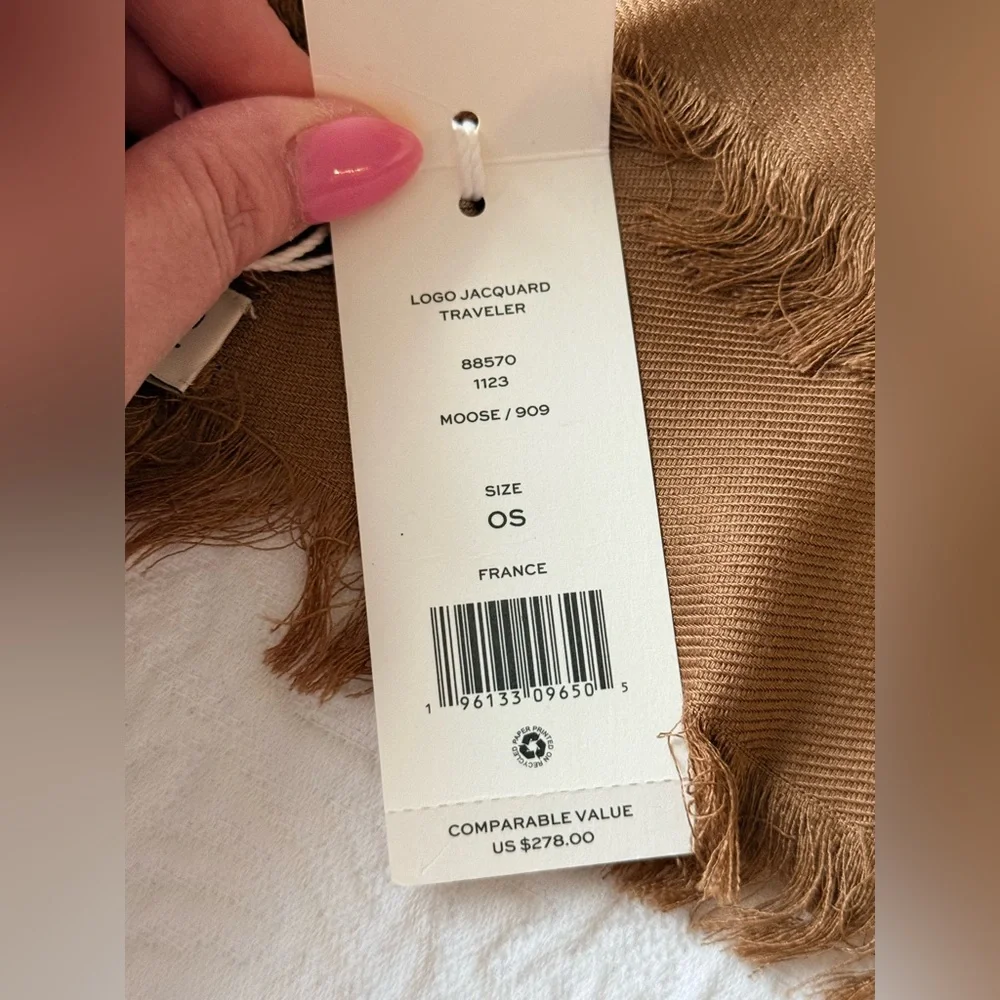 LOGO JACQUARD
TRAVELER
88570
1123
MOOSE / 909
SIZE
OS
FRANCE
1 96133 09650 5
PAPER PRINTED ON RECYCLED
COMPARABLE VALUE
US $278.00